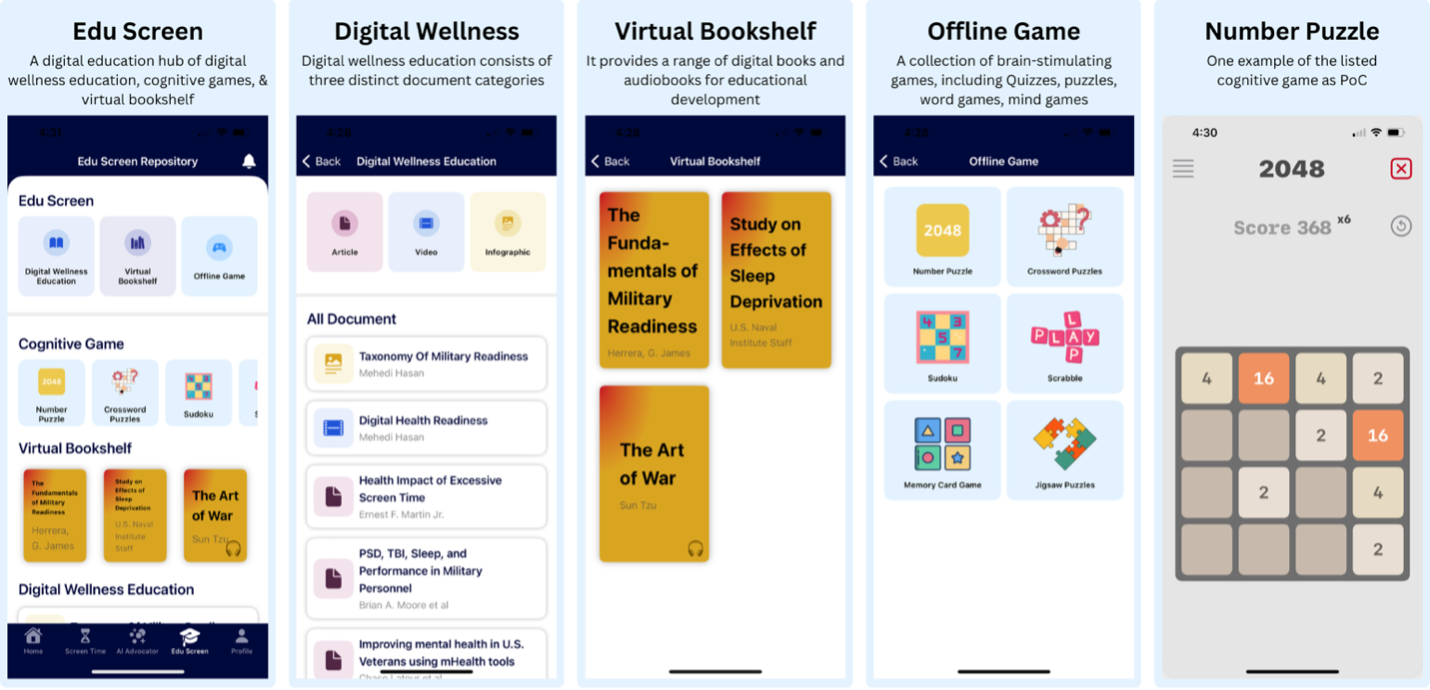 Edu Screen
A digital education hub of digital
wellness education, cognitive games, &
virtual bookshelf
4:31
Edu Screen Repository
Edu Screen
Digital Wellness
Education
Virtual
Bookshelf
Offline Game
Cognitive Game
2048
Number
Puzzle
Crossword
Puzzles
Sudoku
Virtual Bookshelf
The
Fundamentals
of Military
Readiness
Herrera,
G. James
Study on
Effects of
Sleep
Deprivation
U.S. Naval
Institute
Staff
The Art
of War
Sun Tzu
Digital Wellness Education
Home
Screen Time
AI Advocator
Edu Screen
Profile
Digital Wellness
Digital wellness education consists of
three distinct document categories
4:28
Back
Digital Wellness Education
Article
Video
Infographic
All Document
Taxonomy Of Military Readiness
Mehedi Hasan
Digital Health Readiness
Mehedi Hasan
Health Impact of Excessive
Screen Time
Ernest F. Martin Jr.
PSD, TBI, Sleep, and
Performance in Military
Personnel
Brian A. Moore et al
Improving mental health in U.S.
Veterans using mHealth tools
Virtual Bookshelf
It provides a range of digital books and
audiobooks for educational
development
4:28
Back
Virtual Bookshelf
The
Funda-
mentals of
Military
Readiness
Herrera, G. James
Study on
Effects of
Sleep
Deprivation
U.S. Naval
Institute Staff
The Art
of War
Sun Tzu
Offline Game
A collection of brain-stimulating
games, including Quizzes, puzzles,
word games, mind games
4:28
Back
Offline Game
2048
Number Puzzle
Crossword Puzzles
4 3
5
7
Sudoku
L
PLAY
P
Scrabble
Memory Card Game
Jigsaw Puzzles
Number Puzzle
One example of the listed
cognitive game as PoC
4:30
2048
Score 368 x6
4 16 4 2
2 16
2 4
2